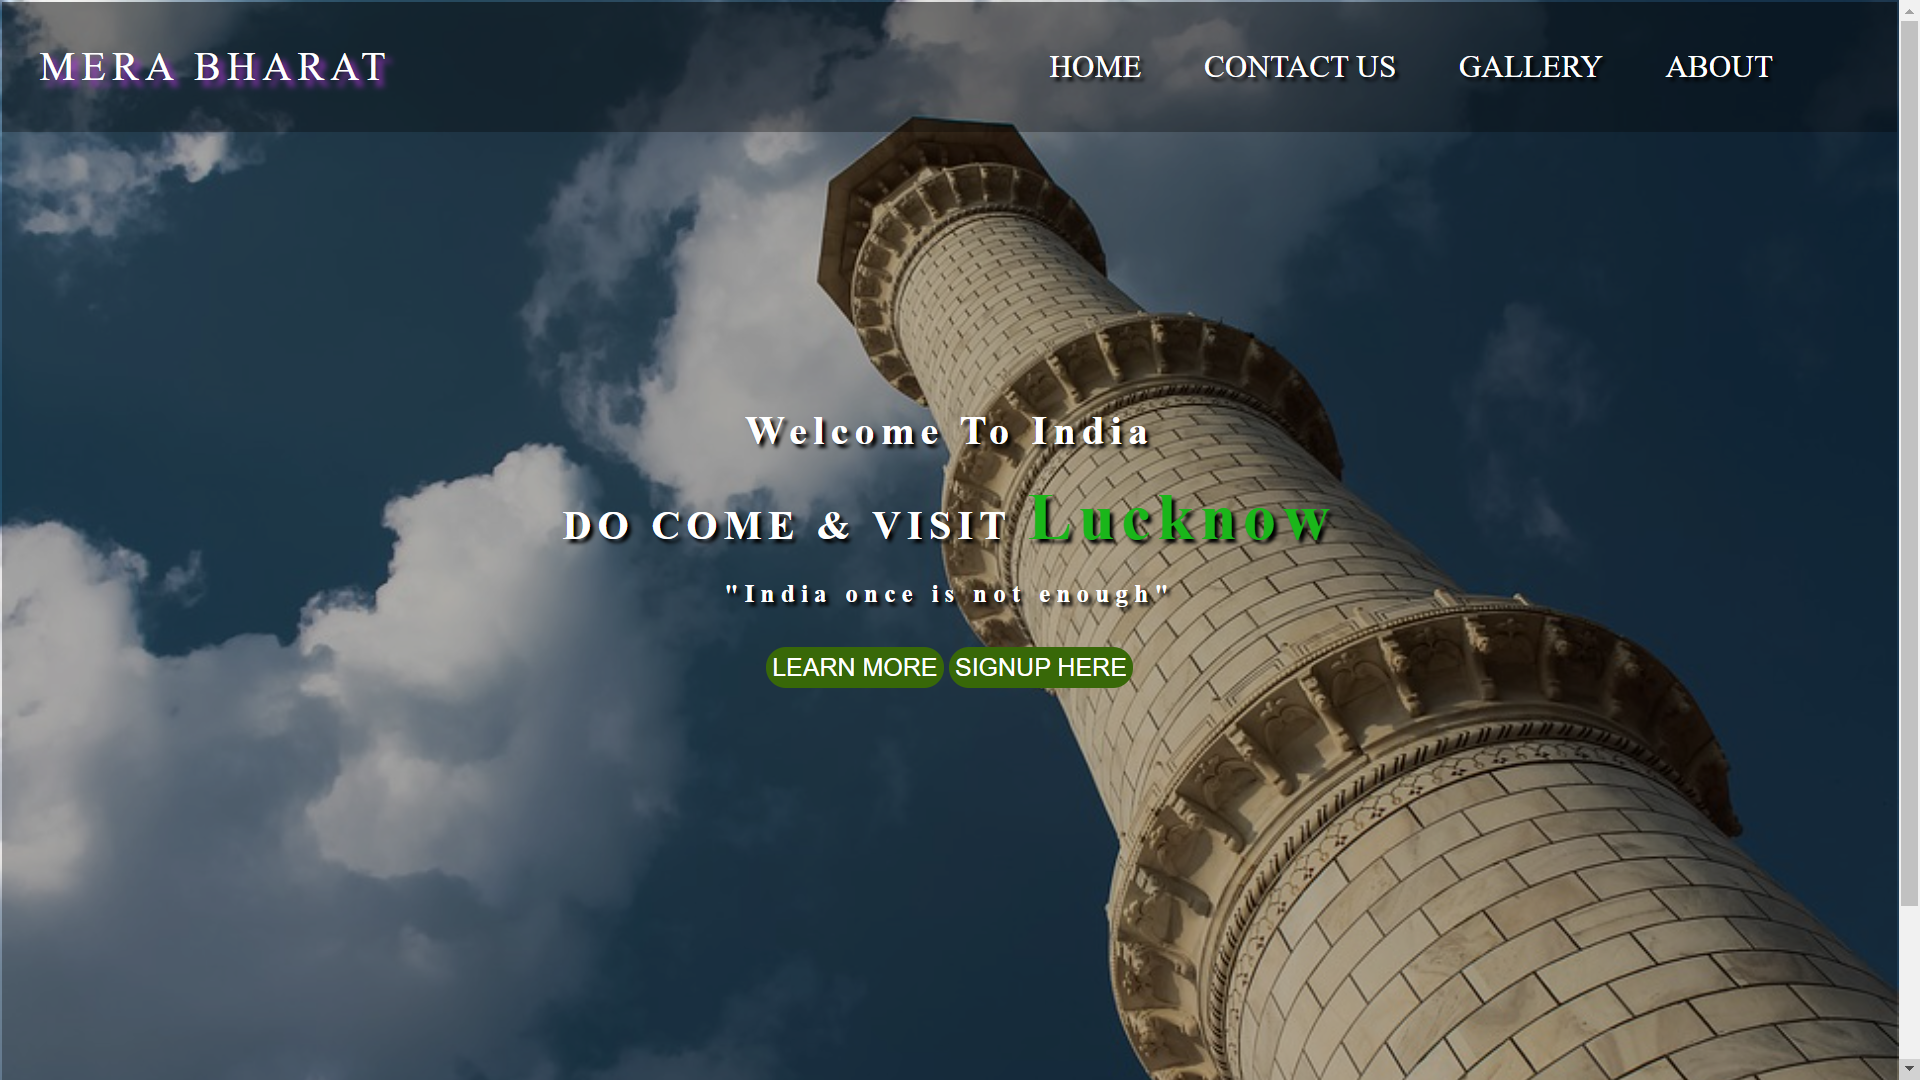 MERA BHARAT
HOME CONTACT US GALLERY ABOUT
Welcome To India
DO COME & VISIT Lucknow
"India once is not enough"
LEARN MORE SIGNUP HERE